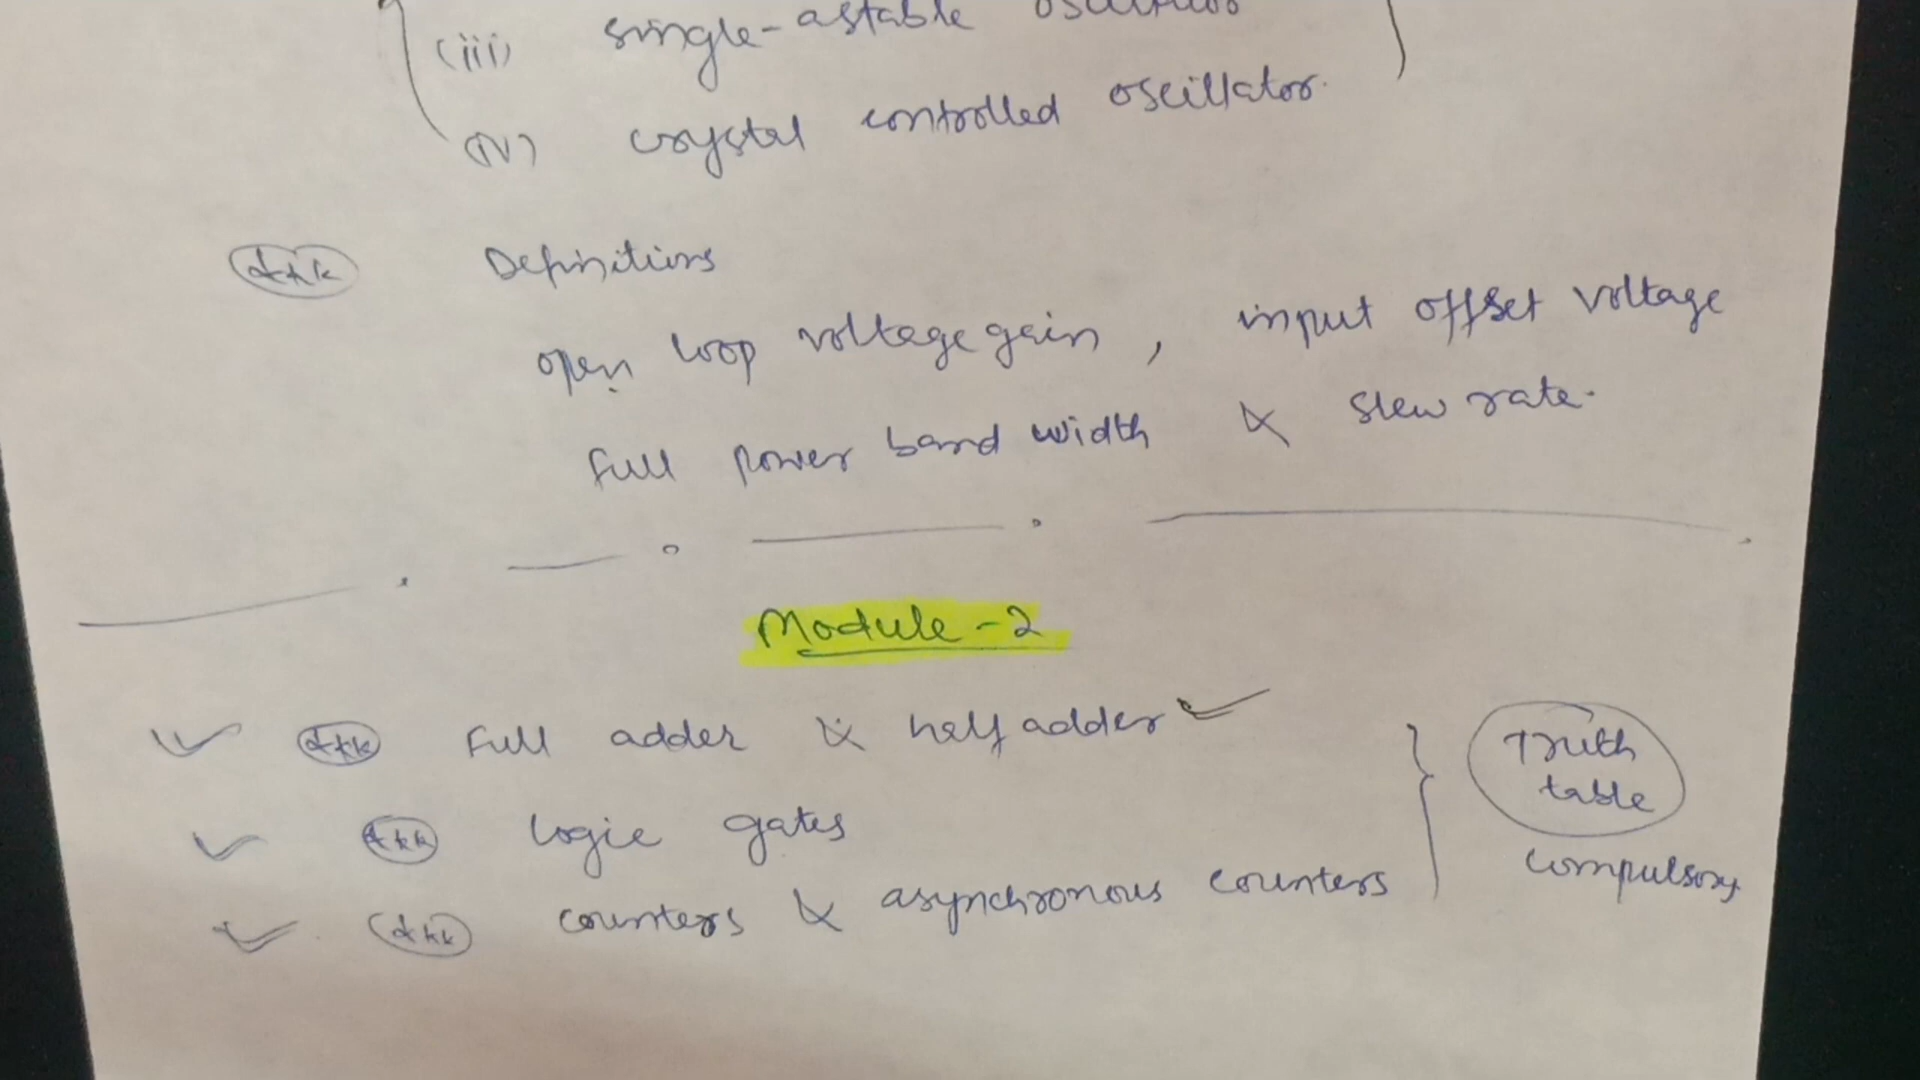 (iii) single-astable
(iv) crystal controlled oscillator.
*** Definitions
open loop voltage gain, input offset voltage
full power band width & slew rate.
Module-2
*** Full adder & half adder
*** logic gates
*** counters & asynchronous counters
Truth
table
compulsory